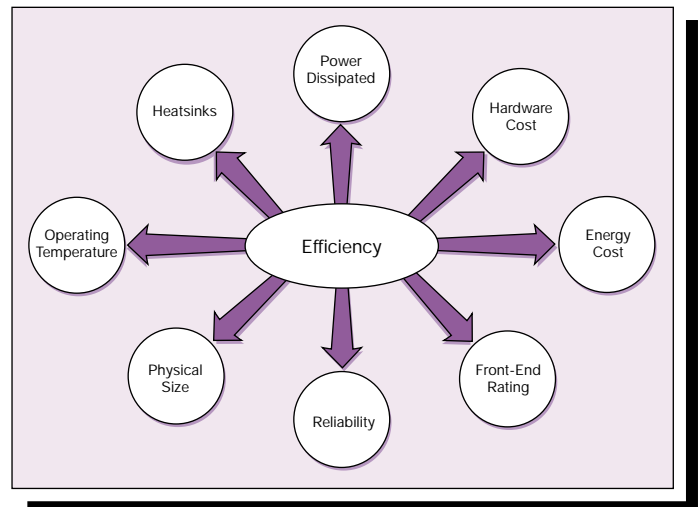 Power
Dissipated
Heatsinks
Hardware
Cost
Operating
Temperature
Efficiency
Energy
Cost
Physical
Size
Front-End
Rating
Reliability